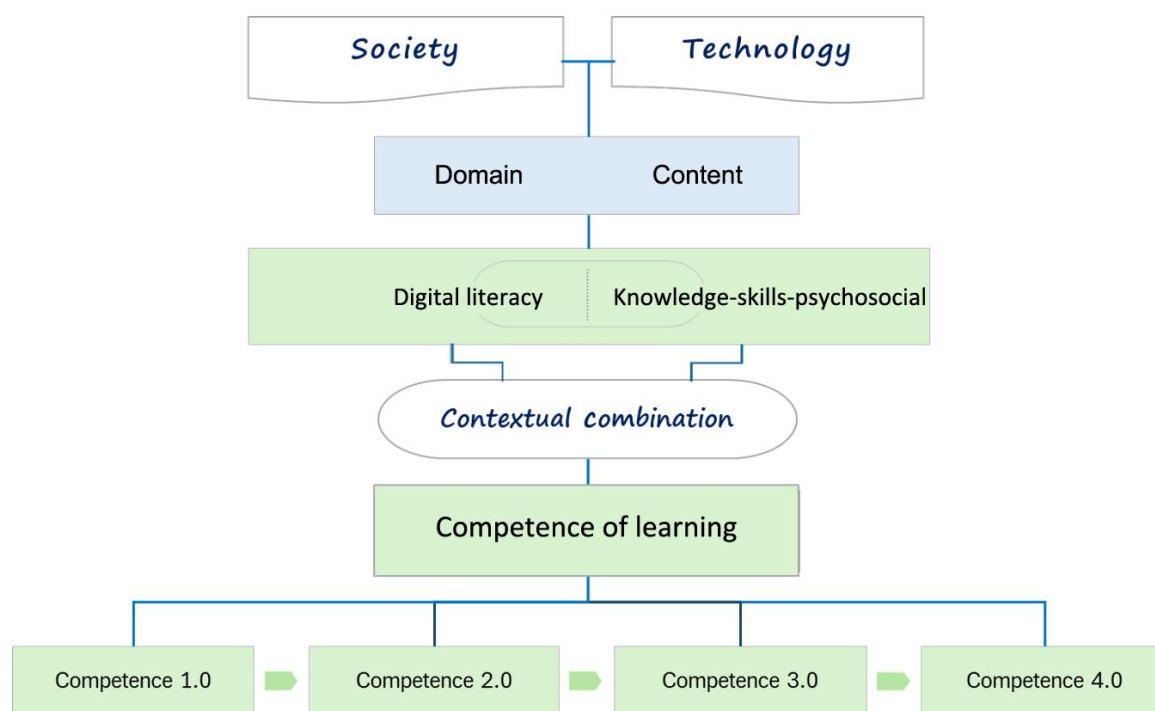 Society
Technology
Domain
Content
Digital literacy
Knowledge-skills-psychosocial
Contextual combination
Competence of learning
Competence 1.0
Competence 2.0
Competence 3.0
Competence 4.0